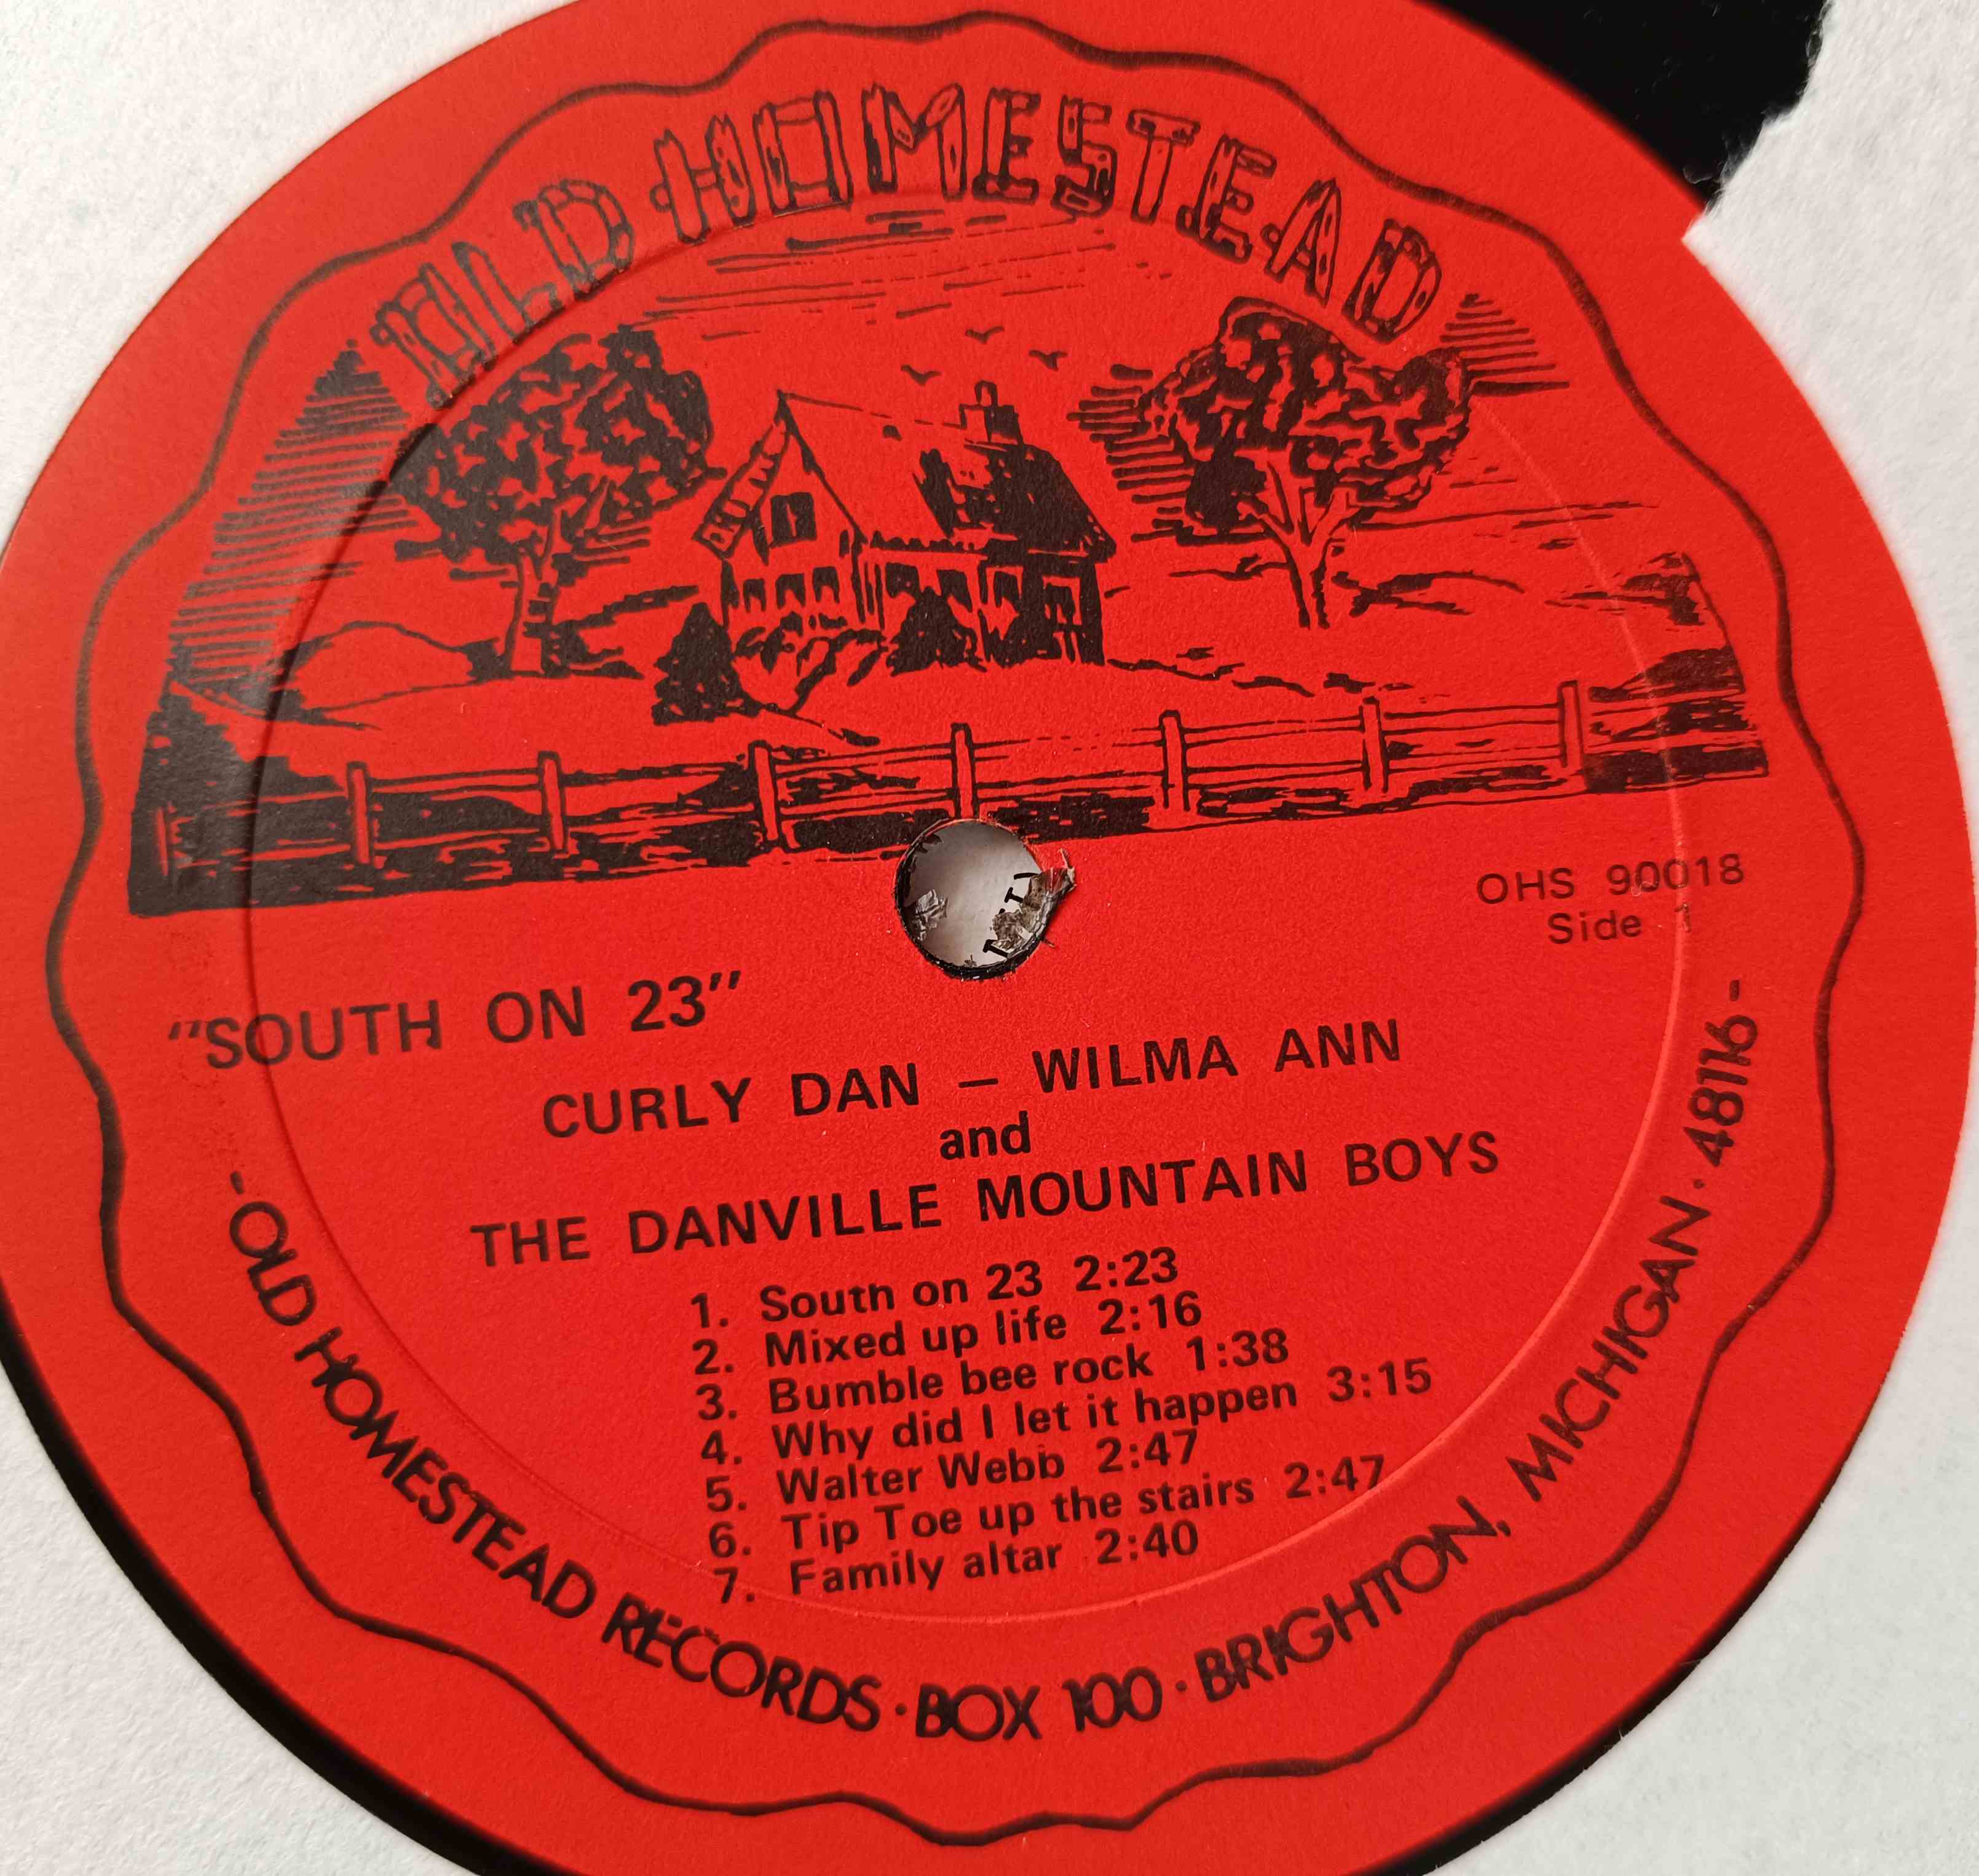 OLD HOMESTEAD
OHS 90018
Side 1
"SOUTH ON 23"
CURLY DAN – WILMA ANN
and
THE DANVILLE MOUNTAIN BOYS
1. South on 23 2:23
2. Mixed up life 2:16
3. Bumble bee rock 1:38
4. Why did I let it happen 3:15
5. Walter Webb 2:47
6. Tip Toe up the stairs 2:47
7. Family altar 2:40
-OLD HOMESTEAD RECORDS · BOX 100 · BRIGHTON, MICHIGAN · 48116-